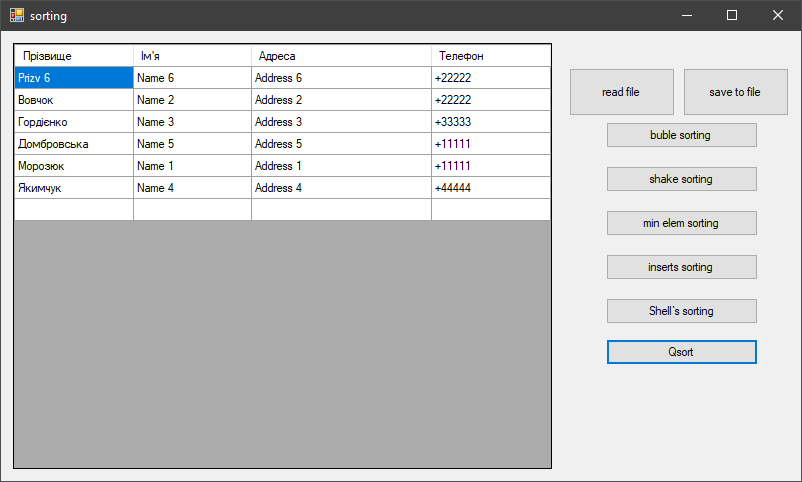 sorting
Прізвище Ім'я Адреса Телефон
Prizv 6 Name 6 Address 6 +22222
Вовчок Name 2 Address 2 +22222
Гордієнко Name 3 Address 3 +33333
Домбровська Name 5 Address 5 +11111
Морозюк Name 1 Address 1 +11111
Якимчук Name 4 Address 4 +44444
read file
save to file
buble sorting
shake sorting
min elem sorting
inserts sorting
Shell`s sorting
Qsort